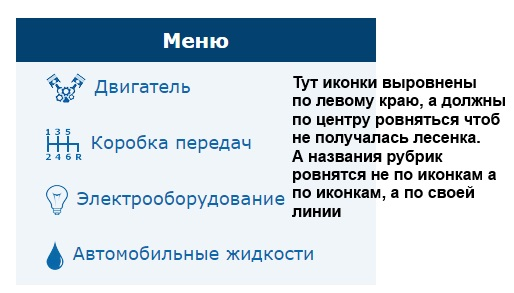 Меню
Двигатель
1 3 5
2 4 6 R
Коробка передач
Электрооборудование
Автомобильные жидкости
Тут иконки выровнены
по левому краю, а должны
по центру ровняться чтоб
не получалась лесенка.
А названия рубрик
ровнятся не по иконкам а
по иконкам, а по своей
линии